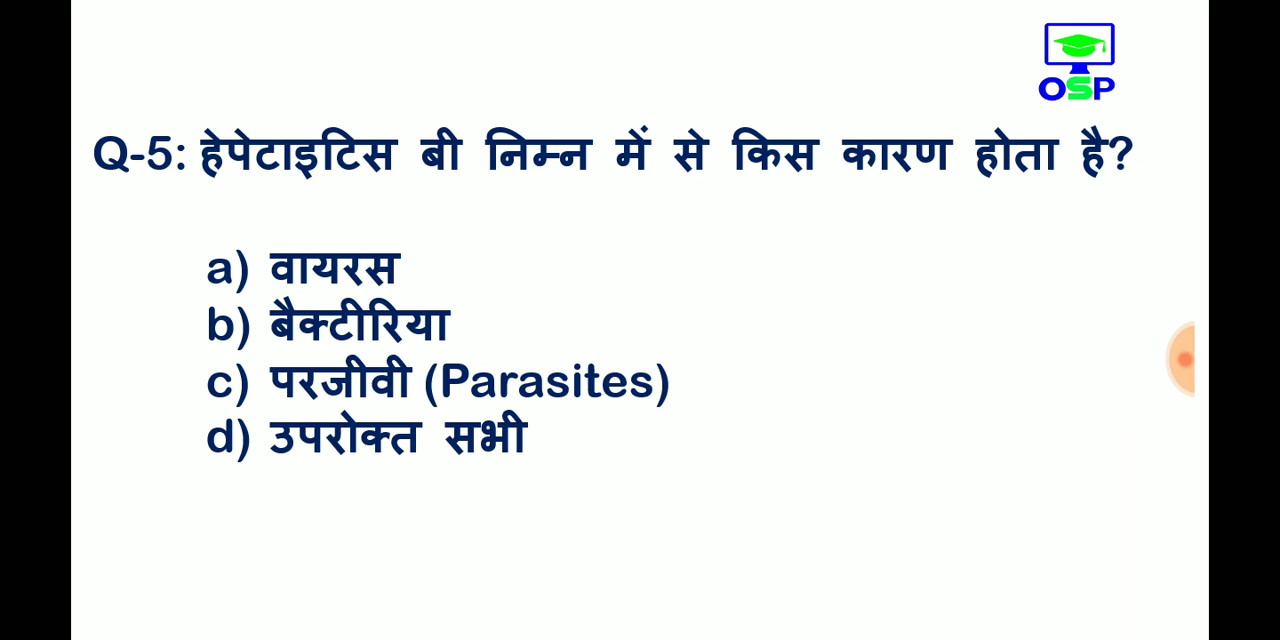 OSP
Q-5: हेपेटाइटिस बी निम्न में से किस कारण होता है?
a) वायरस
b) बैक्टीरिया
c) परजीवी (Parasites)
d) उपरोक्त सभी